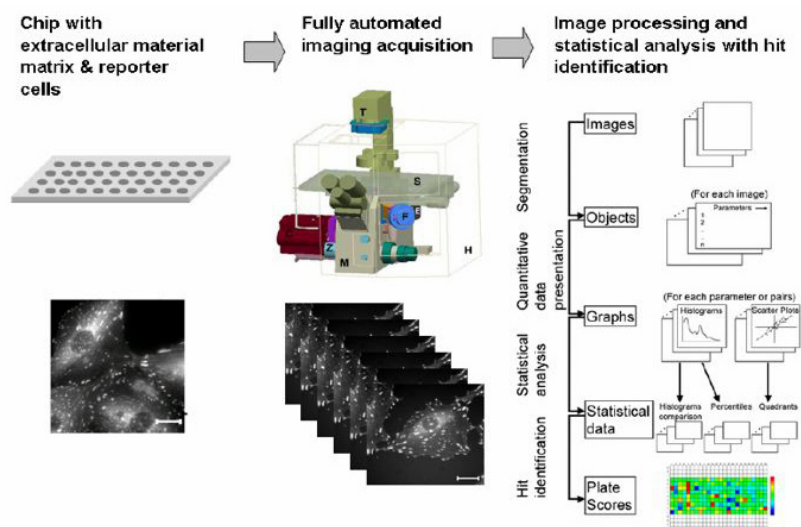 Chip with
extracellular material
matrix & reporter
cells
Fully automated
imaging acquisition
Image processing and
statistical analysis with hit
identification
T
S
E
F
Z
M
H
Segmentation
Quantitative data
presentation
Statistical
analysis
Hit
identification
Images
Objects
(For each image)
Parameters
1
2
n
Graphs
(For each parameter or pairs)
Histograms
Scatter Plots
Statistical
data
Histograms
comparison
Percentiles
Quadrants
Plate
Scores